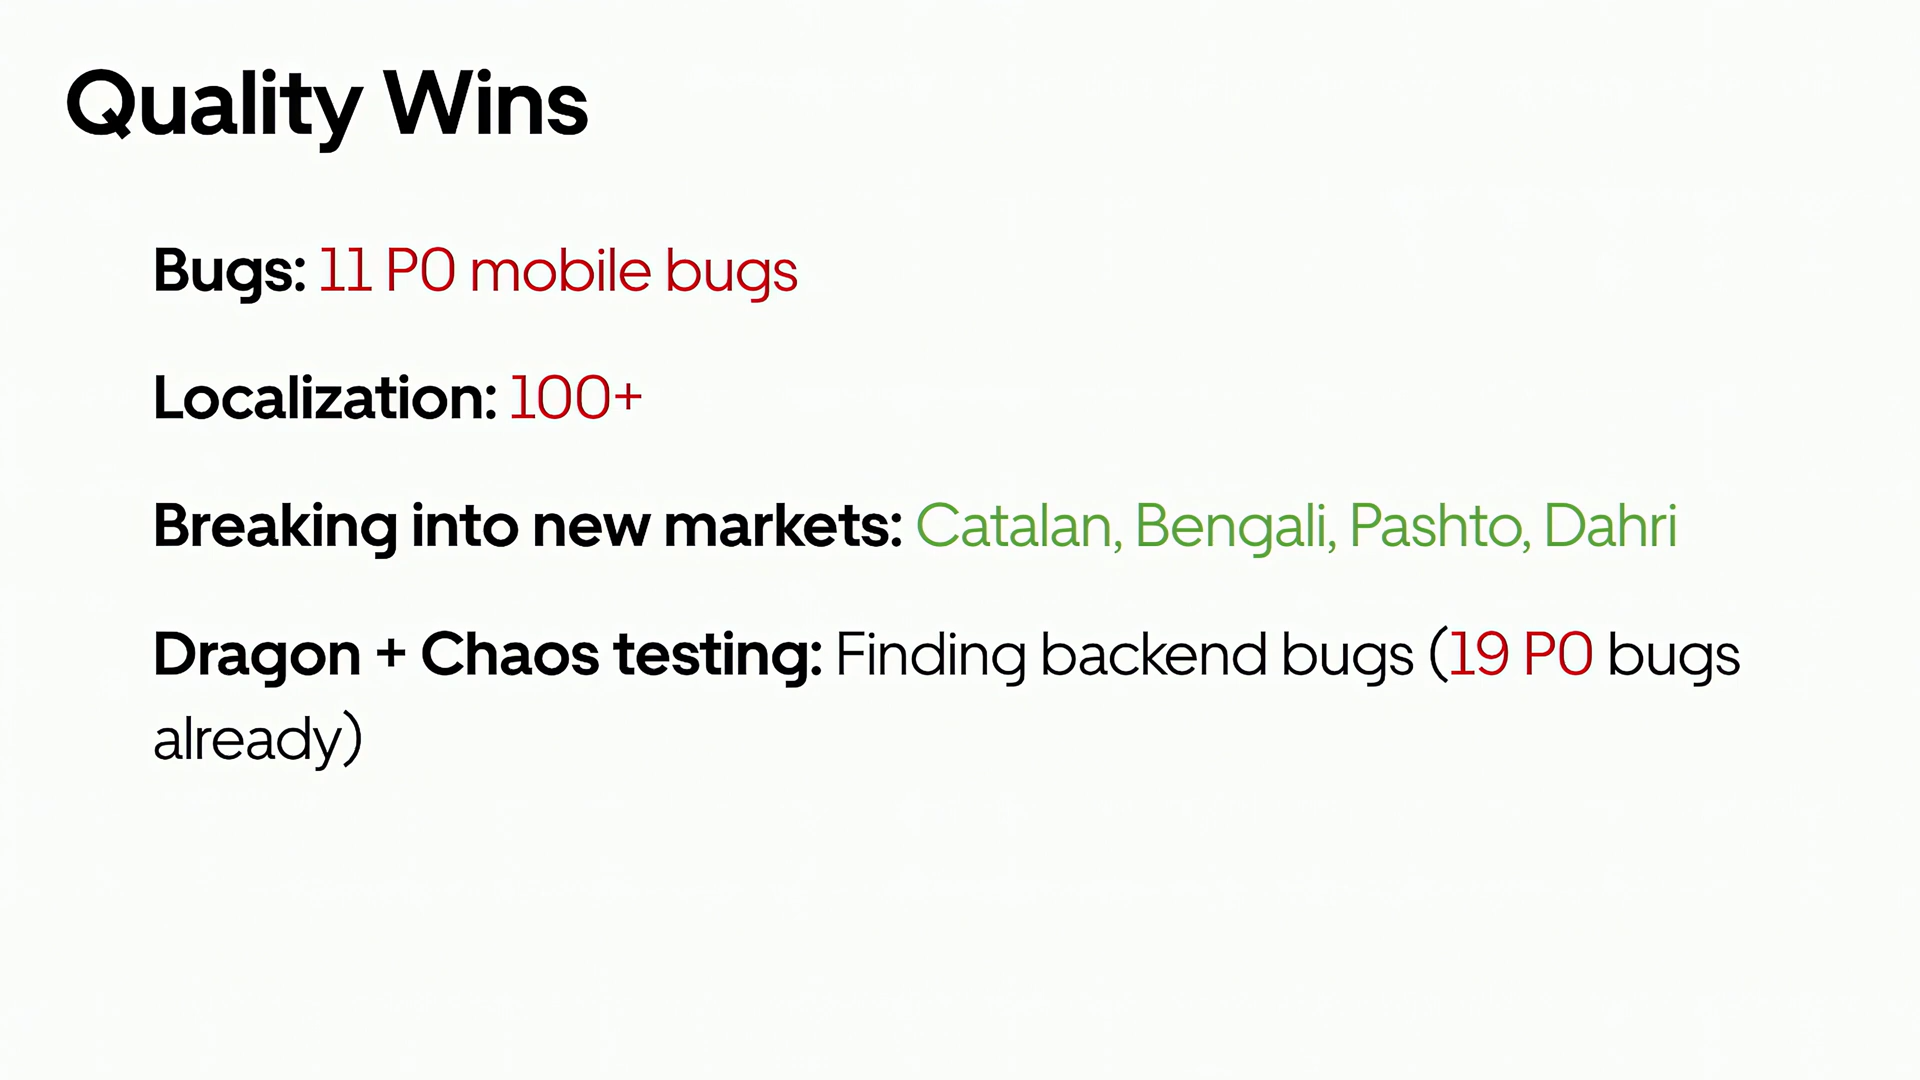 Quality Wins
Bugs: 11 P0 mobile bugs
Localization: 100+
Breaking into new markets: Catalan, Bengali, Pashto, Dahri
Dragon + Chaos testing: Finding backend bugs (19 P0 bugs
already)